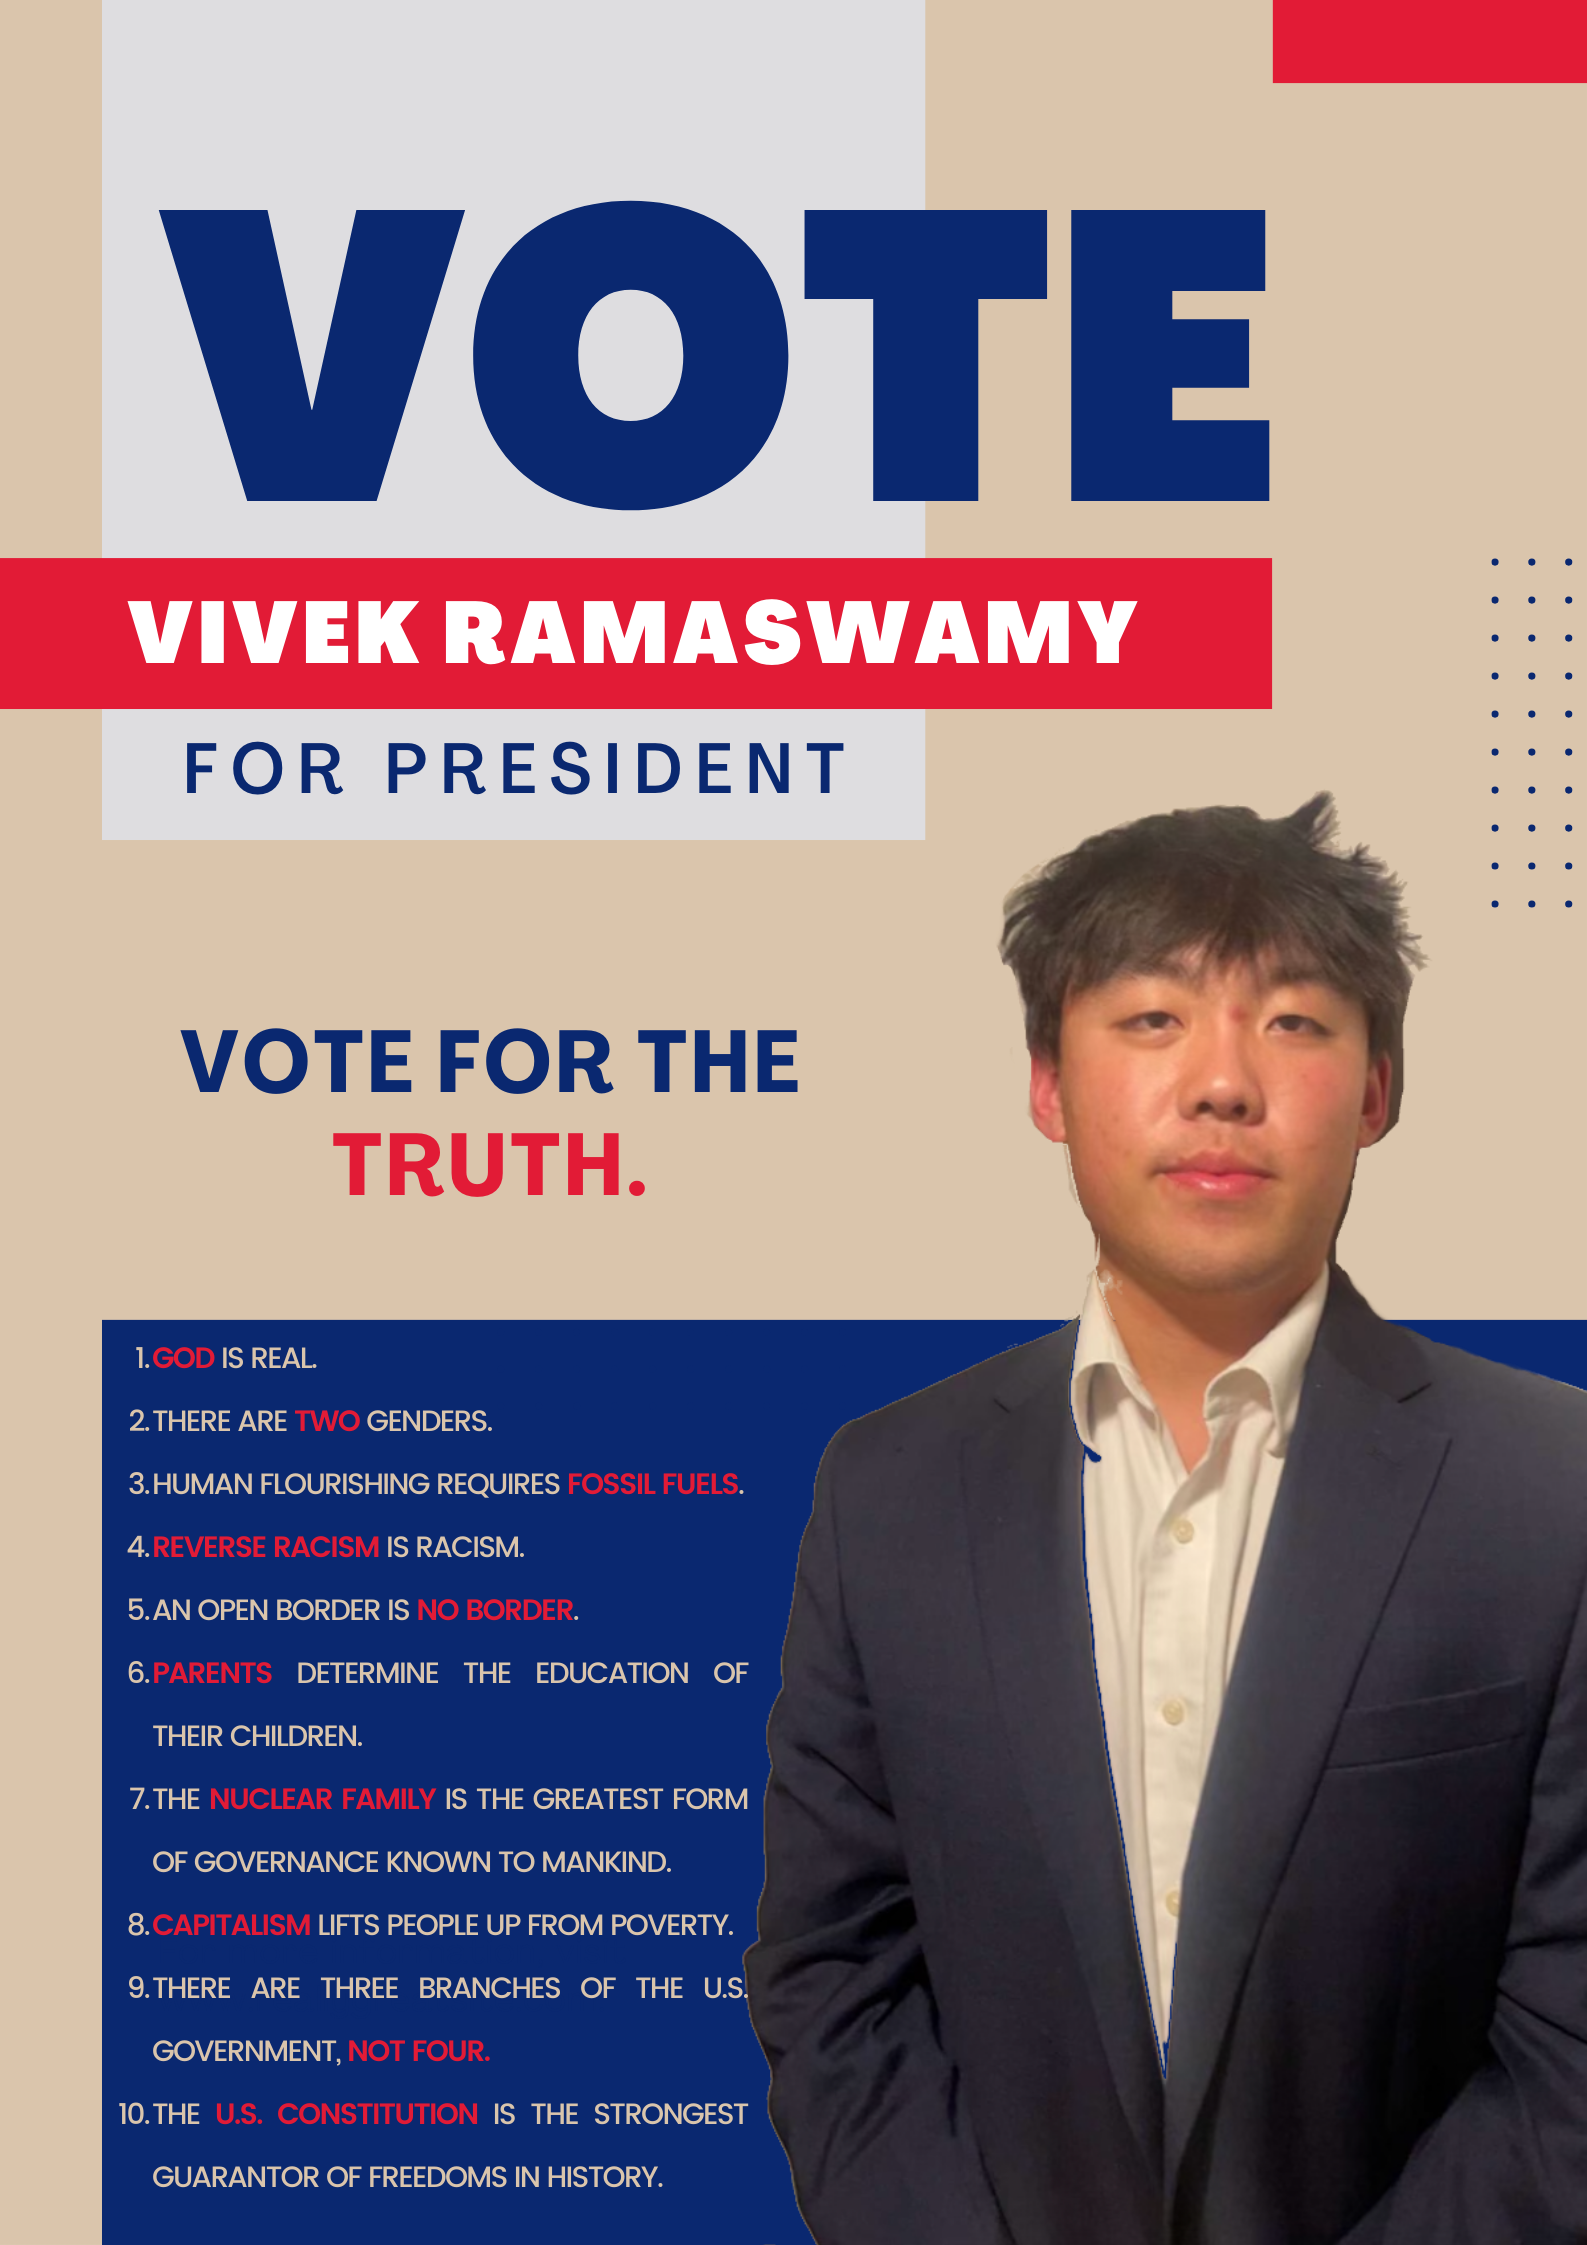 VOTE
VIVEK RAMASWAMY
FOR PRESIDENT
VOTE FOR THE
TRUTH.
1. GOD IS REAL.
2. THERE ARE TWO GENDERS.
3. HUMAN FLOURISHING REQUIRES FOSSIL FUELS.
4. REVERSE RACISM IS RACISM.
5. AN OPEN BORDER IS NO BORDER.
6. PARENTS DETERMINE THE EDUCATION OF
THEIR CHILDREN.
7. THE NUCLEAR FAMILY IS THE GREATEST FORM
OF GOVERNANCE KNOWN TO MANKIND.
8. CAPITALISM LIFTS PEOPLE UP FROM POVERTY.
9. THERE ARE THREE BRANCHES OF THE U.S.
GOVERNMENT, NOT FOUR.
10. THE U.S. CONSTITUTION IS THE STRONGEST
GUARANTOR OF FREEDOMS IN HISTORY.